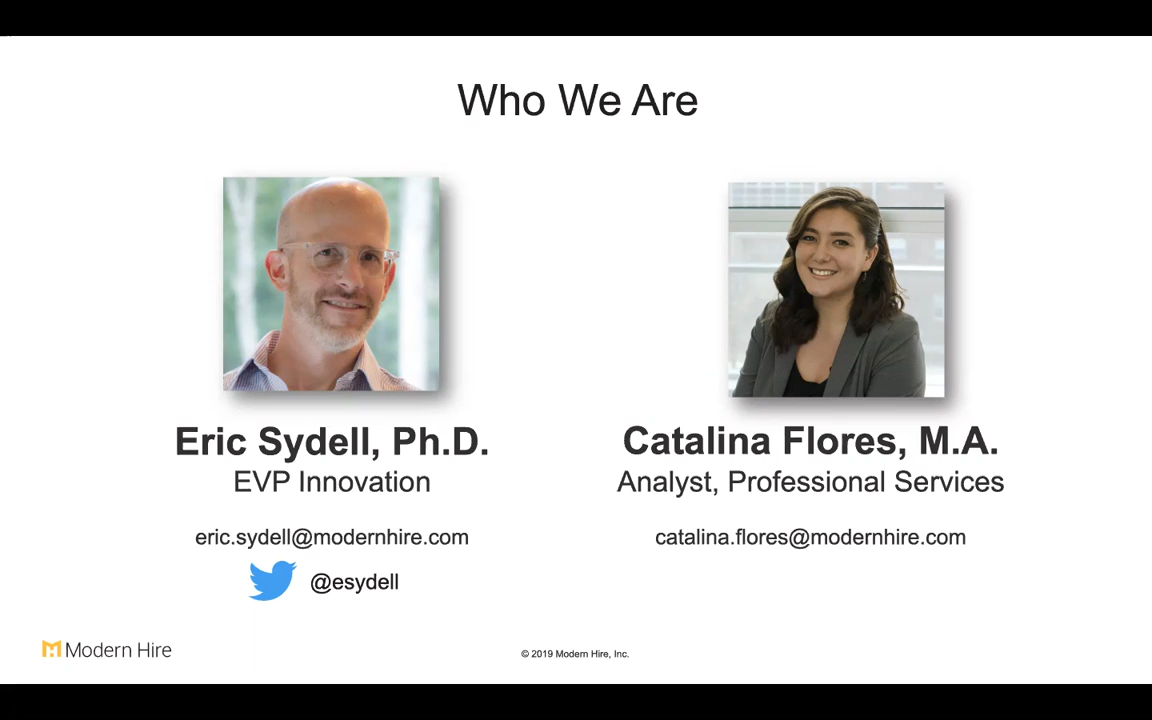 Who We Are
Eric Sydell, Ph.D.
EVP Innovation
eric.sydell@modernhire.com
@esydell
Catalina Flores, M.A.
Analyst, Professional Services
catalina.flores@modernhire.com
Modern Hire
© 2019 Modern Hire, Inc.